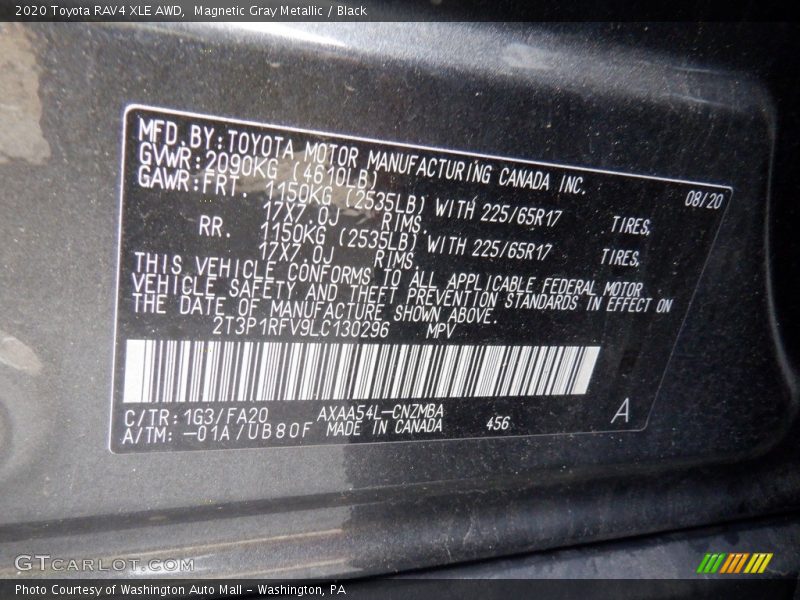 2020 Toyota RAV4 XLE AWD,  Magnetic Gray Metallic / Black
MFD. BY: TOYOTA MOTOR MANUFACTURING CANADA INC.
GVWR: 2090KG (4610LB) 08/20
GAWR: FRT. 1150KG (2535LB) WITH 225/65R17 TIRES,
17X7.0J RIMS.
RR. 1150KG (2535LB) WITH 225/65R17 TIRES,
17X7.0J RIMS.
THIS VEHICLE CONFORMS TO ALL APPLICABLE FEDERAL MOTOR
VEHICLE SAFETY AND THEFT PREVENTION STANDARDS IN EFFECT ON
THE DATE OF MANUFACTURE SHOWN ABOVE.
2T3P1RFV9LC130296 MPV
C/TR: 1G3/FA20 AXAA54L-CNZMBA
A/TM: -01A/UB80F MADE IN CANADA 456 A
GTCARLOT.COM
Photo Courtesy of Washington Auto Mall - Washington, PA